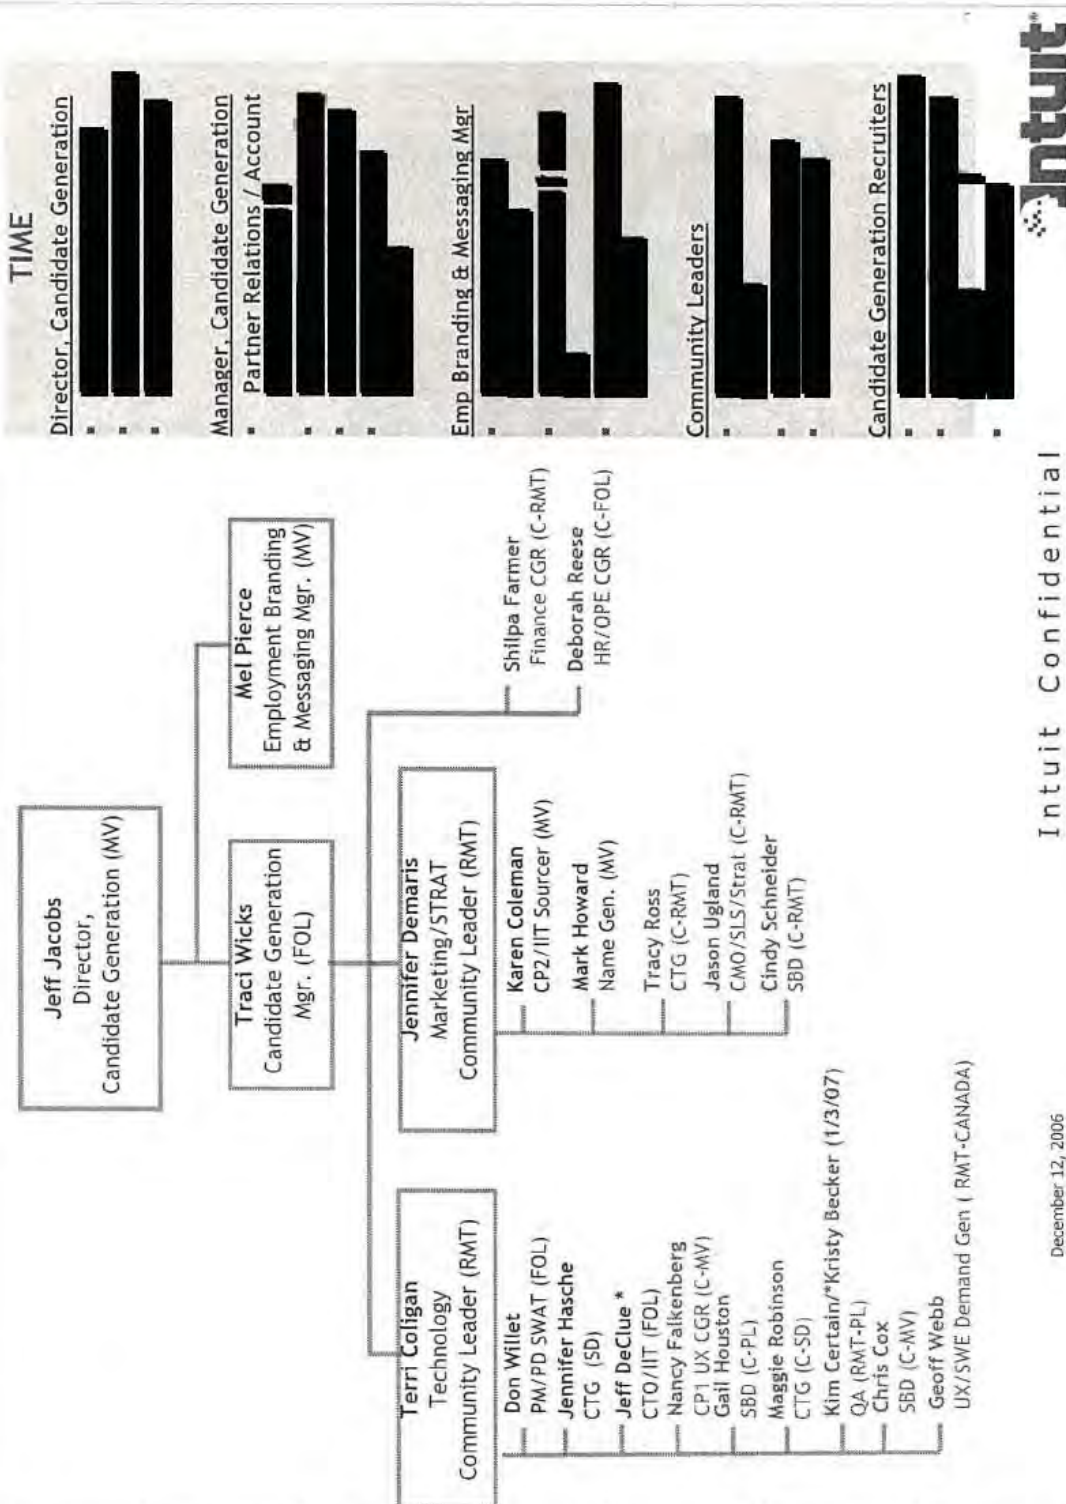 Jeff Jacobs
Director,
Candidate Generation (MV)
Traci Wicks
Candidate Generation
Mgr. (FOL)
Mel Pierce
Employment Branding
& Messaging Mgr. (MV)
Terri Coligan
Technology
Community Leader (RMT)
Don Willet
PM/PD SWAT (FOL)
Jennifer Hasche
CTG (SD)
Jeff DeClue *
CTO/IIT (FOL)
Nancy Falkenberg
CP1 UX CGR (C-MV)
Gail Houston
SBD (C-PL)
Maggie Robinson
CTG (C-SD)
Kim Certain/*Kristy Becker (1/3/07)
QA (RMT-PL)
Chris Cox
SBD (C-MV)
Geoff Webb
UX/SWE Demand Gen ( RMT-CANADA)
Jennifer Demaris
Marketing/STRAT
Community Leader (RMT)
Karen Coleman
CP2/IIT Sourcer (MV)
Mark Howard
Name Gen. (MV)
Tracy Ross
CTG (C-RMT)
Jason Ugland
CMO/SLS/Strat (C-RMT)
Cindy Schneider
SBD (C-RMT)
Shilpa Farmer
Finance CGR (C-RMT)
Deborah Reese
HR/OPE CGR (C-FOL)
TIME
Director, Candidate Generation
Manager, Candidate Generation
Partner Relations / Account
Emp Branding & Messaging Mgr
Community Leaders
Candidate Generation Recruiters
December 12, 2006
Intuit Confidential
intuit